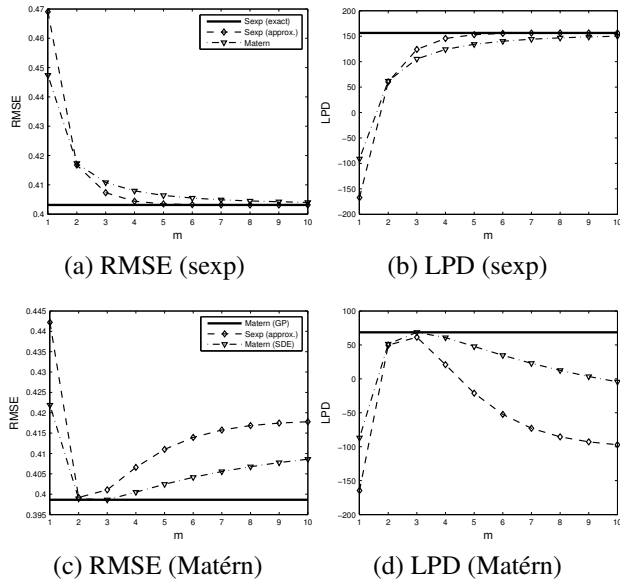 0.47
0.46
0.45
0.44
0.43
0.42
0.41
0.4
RMSE
1 2 3 4 5 6 7 8 9 10
m
Sexp (exact)
Sexp (approx.)
Matern
(a) RMSE (sexp)
200
150
100
50
0
−50
−100
−150
−200
LPD
1 2 3 4 5 6 7 8 9 10
m
(b) LPD (sexp)
0.445
0.44
0.435
0.43
0.425
0.42
0.415
0.41
0.405
0.4
0.395
RMSE
1 2 3 4 5 6 7 8 9 10
m
Matern (GP)
Sexp (approx.)
Matern (SDE)
(c) RMSE (Matérn)
100
50
0
−50
−100
−150
−200
LPD
1 2 3 4 5 6 7 8 9 10
m
(d) LPD (Matérn)